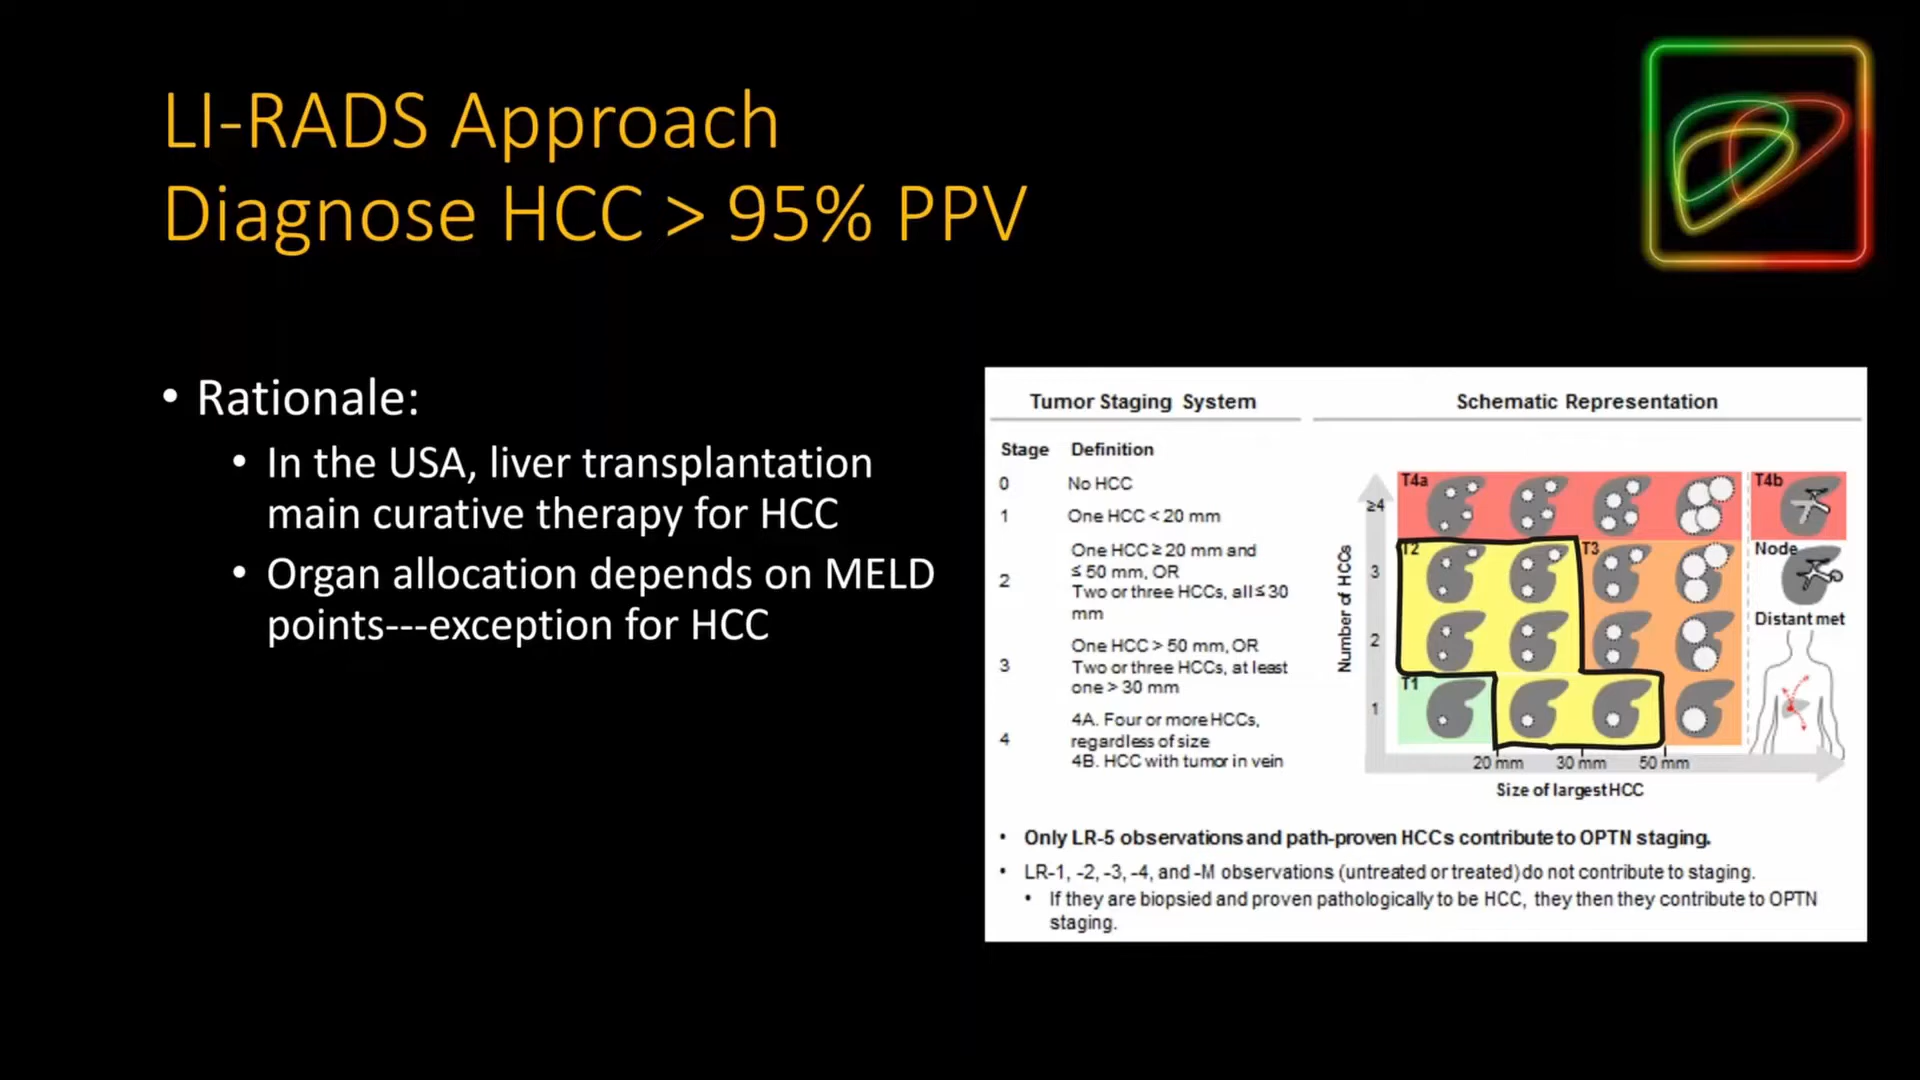 LI-RADS Approach
Diagnose HCC > 95% PPV
• Rationale:
• In the USA, liver transplantation
main curative therapy for HCC
• Organ allocation depends on MELD
points---exception for HCC
Tumor Staging System
Stage Definition
0 No HCC
1 One HCC < 20 mm
2 One HCC ≥ 20 mm and
≤ 50 mm, OR
Two or three HCCs, all ≤ 30
mm
3 One HCC > 50 mm, OR
Two or three HCCs, at least
one > 30 mm
4 4A. Four or more HCCs,
regardless of size
4B. HCC with tumor in vein
Schematic Representation
Number of HCCs
≥4
3
2
1
T4a
T4b
T2
T3
Node
Distant met
T1
20 mm 30 mm 50 mm
Size of largest HCC
• Only LR-5 observations and path-proven HCCs contribute to OPTN staging.
• LR-1, -2, -3, -4, and -M observations (untreated or treated) do not contribute to staging.
• If they are biopsied and proven pathologically to be HCC, they then they contribute to OPTN
staging.